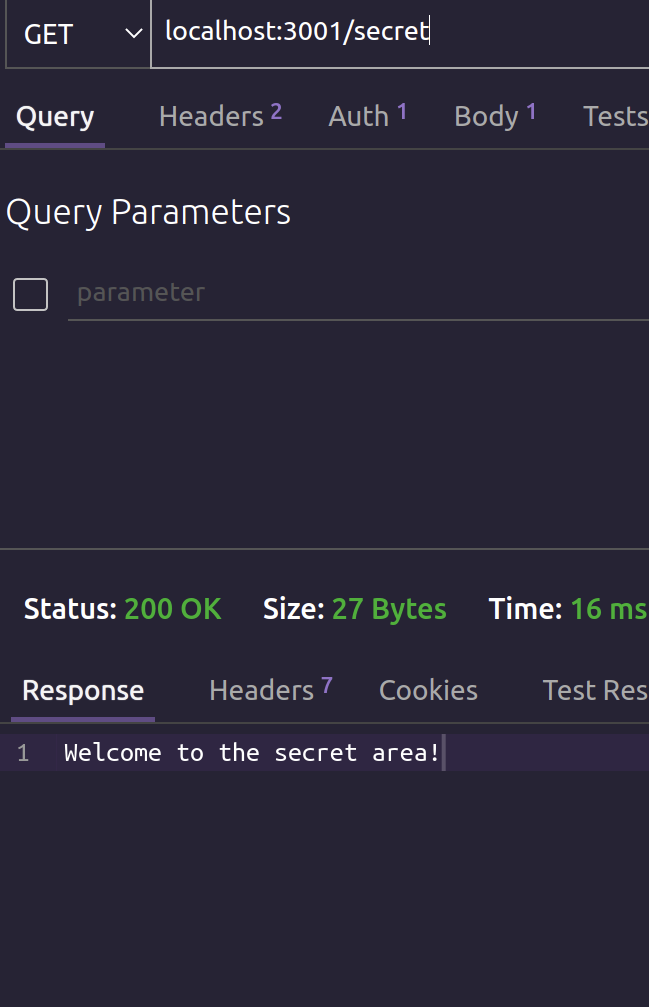 GET localhost:3001/secret
Query Headers 2 Auth 1 Body 1 Tests
Query Parameters
parameter
Status: 200 OK Size: 27 Bytes Time: 16 ms
Response Headers 7 Cookies Test Res
1 Welcome to the secret area!